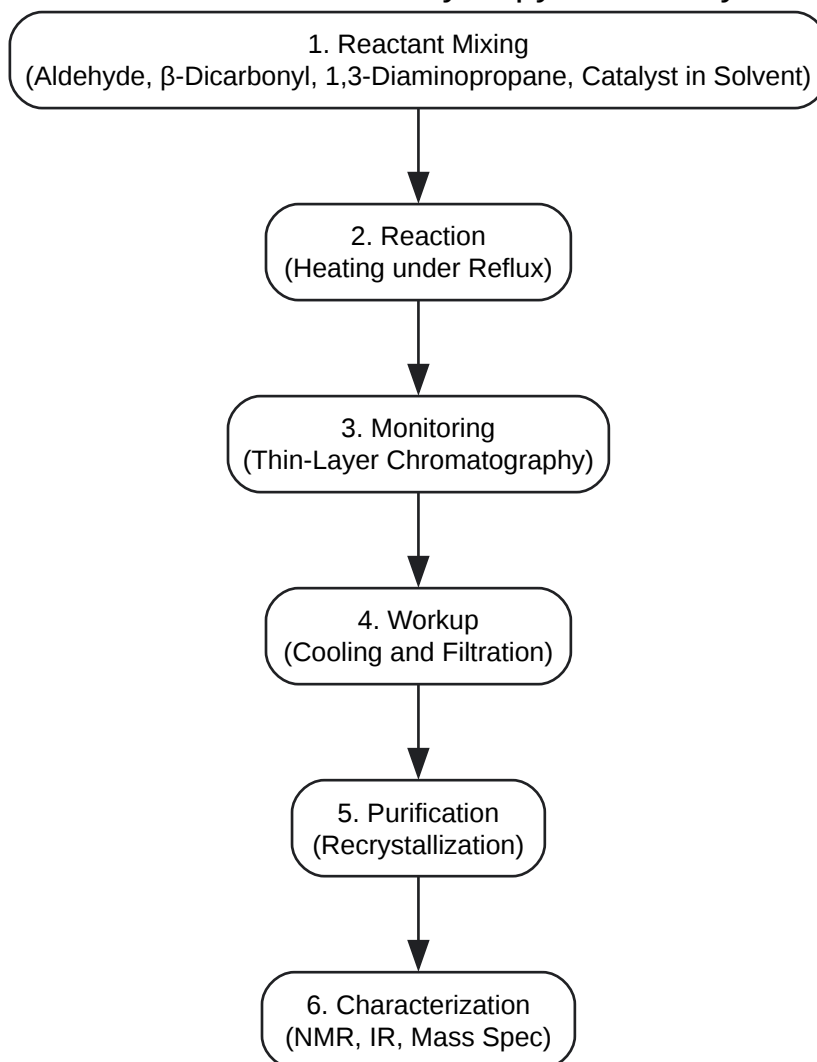 1. Reactant Mixing
(Aldehyde, β-Dicarbonyl, 1,3-Diaminopropane, Catalyst in Solvent)
2. Reaction
(Heating under Reflux)
3. Monitoring
(Thin-Layer Chromatography)
4. Workup
(Cooling and Filtration)
5. Purification
(Recrystallization)
6. Characterization
(NMR, IR, Mass Spec)